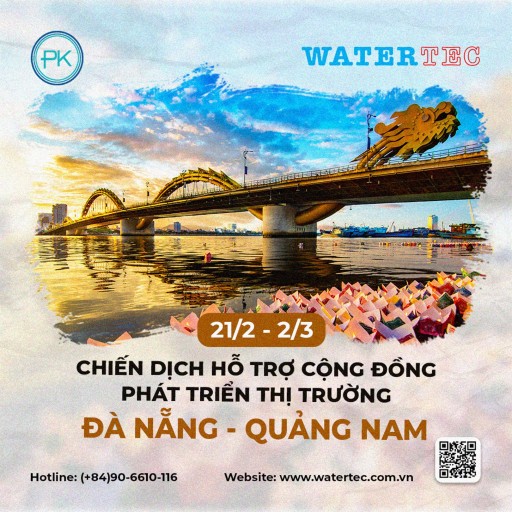 PK
WATERTEC
21/2 - 2/3
CHIẾN DỊCH HỖ TRỢ CỘNG ĐỒNG
PHÁT TRIỂN THỊ TRƯỜNG
ĐÀ NẴNG - QUẢNG NAM
Hotline: (+84)90-6610-116 Website: www.watertec.com.vn